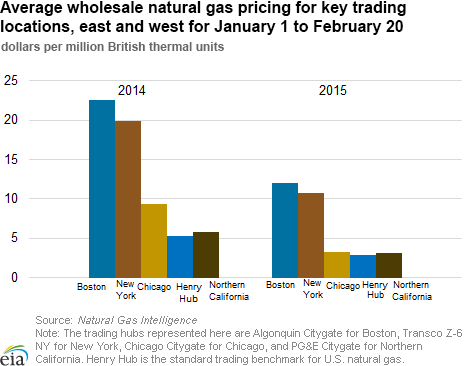 Average wholesale natural gas pricing for key trading
locations, east and west for January 1 to February 20
dollars per million British thermal units
25
20
15
10
5
0
2014
2015
Boston
New
York
Chicago
Henry
Hub
Northern
California
Boston
New
York
Chicago
Henry
Hub
Northern
California
Source: Natural Gas Intelligence
Note: The trading hubs represented here are Algonquin Citygate for Boston, Transco Z-6
NY for New York, Chicago Citygate for Chicago, and PG&E Citygate for Northern
California. Henry Hub is the standard trading benchmark for U.S. natural gas.
eia